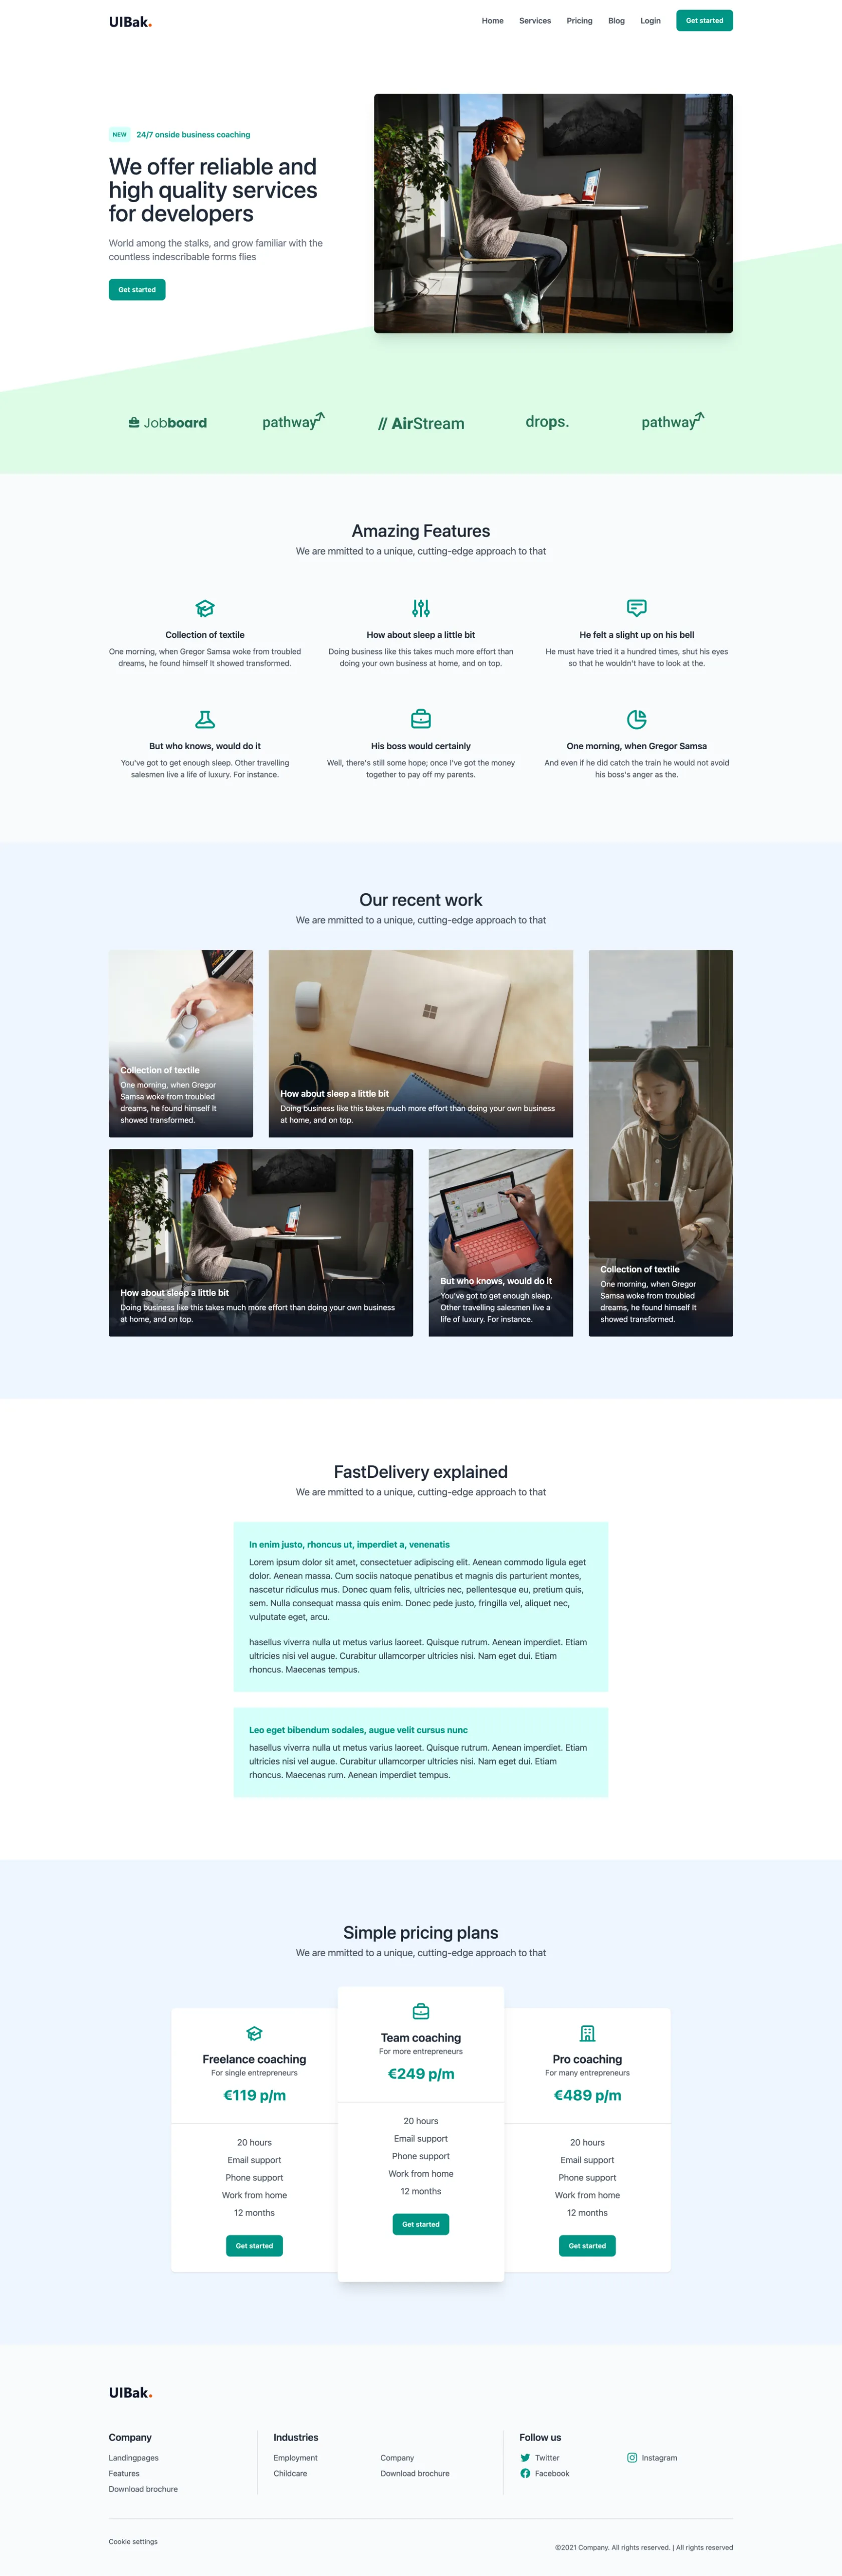 UIBak.
Home Services Pricing Blog Login Get started
NEW 24/7 onside business coaching
We offer reliable and
high quality services
for developers
World among the stalks, and grow familiar with the
countless indescribable forms flies
Get started
Jobboard
pathway
// AirStream
drops.
pathway
Amazing Features
We are mmitted to a unique, cutting-edge approach to that
Collection of textile
One morning, when Gregor Samsa woke from troubled
dreams, he found himself It showed transformed.
How about sleep a little bit
Doing business like this takes much more effort than
doing your own business at home, and on top.
He felt a slight up on his bell
He must have tried it a hundred times, shut his eyes
so that he wouldn't have to look at the.
But who knows, would do it
You've got to get enough sleep. Other travelling
salesmen live a life of luxury. For instance.
His boss would certainly
Well, there's still some hope; once I've got the money
together to pay off my parents.
One morning, when Gregor Samsa
And even if he did catch the train he would not avoid
his boss's anger as the.
Our recent work
We are mmitted to a unique, cutting-edge approach to that
Collection of textile
One morning, when Gregor
Samsa woke from troubled
dreams, he found himself It
showed transformed.
How about sleep a little bit
Doing business like this takes much more effort than doing your own business
at home, and on top.
How about sleep a little bit
Doing business like this takes much more effort than doing your own business
at home, and on top.
But who knows, would do it
You've got to get enough sleep.
Other travelling salesmen live a
life of luxury. For instance.
Collection of textile
One morning, when Gregor
Samsa woke from troubled
dreams, he found himself It
showed transformed.
FastDelivery explained
We are mmitted to a unique, cutting-edge approach to that
In enim justo, rhoncus ut, imperdiet a, venenatis
Lorem ipsum dolor sit amet, consectetuer adipiscing elit. Aenean commodo ligula eget
dolor. Aenean massa. Cum sociis natoque penatibus et magnis dis parturient montes,
nascetur ridiculus mus. Donec quam felis, ultricies nec, pellentesque eu, pretium quis,
sem. Nulla consequat massa quis enim. Donec pede justo, fringilla vel, aliquet nec,
vulputate eget, arcu.
hasellus viverra nulla ut metus varius laoreet. Quisque rutrum. Aenean imperdiet. Etiam
ultricies nisi vel augue. Curabitur ullamcorper ultricies nisi. Nam eget dui. Etiam
rhoncus. Maecenas tempus.
Leo eget bibendum sodales, augue velit cursus nunc
hasellus viverra nulla ut metus varius laoreet. Quisque rutrum. Aenean imperdiet. Etiam
ultricies nisi vel augue. Curabitur ullamcorper ultricies nisi. Nam eget dui. Etiam
rhoncus. Maecenas rum. Aenean imperdiet tempus.
Simple pricing plans
We are mmitted to a unique, cutting-edge approach to that
Freelance coaching
For single entrepreneurs
€119 p/m
20 hours
Email support
Phone support
Work from home
12 months
Get started
Team coaching
For more entrepreneurs
€249 p/m
20 hours
Email support
Phone support
Work from home
12 months
Get started
Pro coaching
For many entrepreneurs
€489 p/m
20 hours
Email support
Phone support
Work from home
12 months
Get started
UIBak.
Company
Landingpages
Features
Download brochure
Industries
Employment
Childcare
Company
Download brochure
Follow us
Twitter
Facebook
Instagram
Cookie settings
©2021 Company. All rights reserved. | All rights reserved